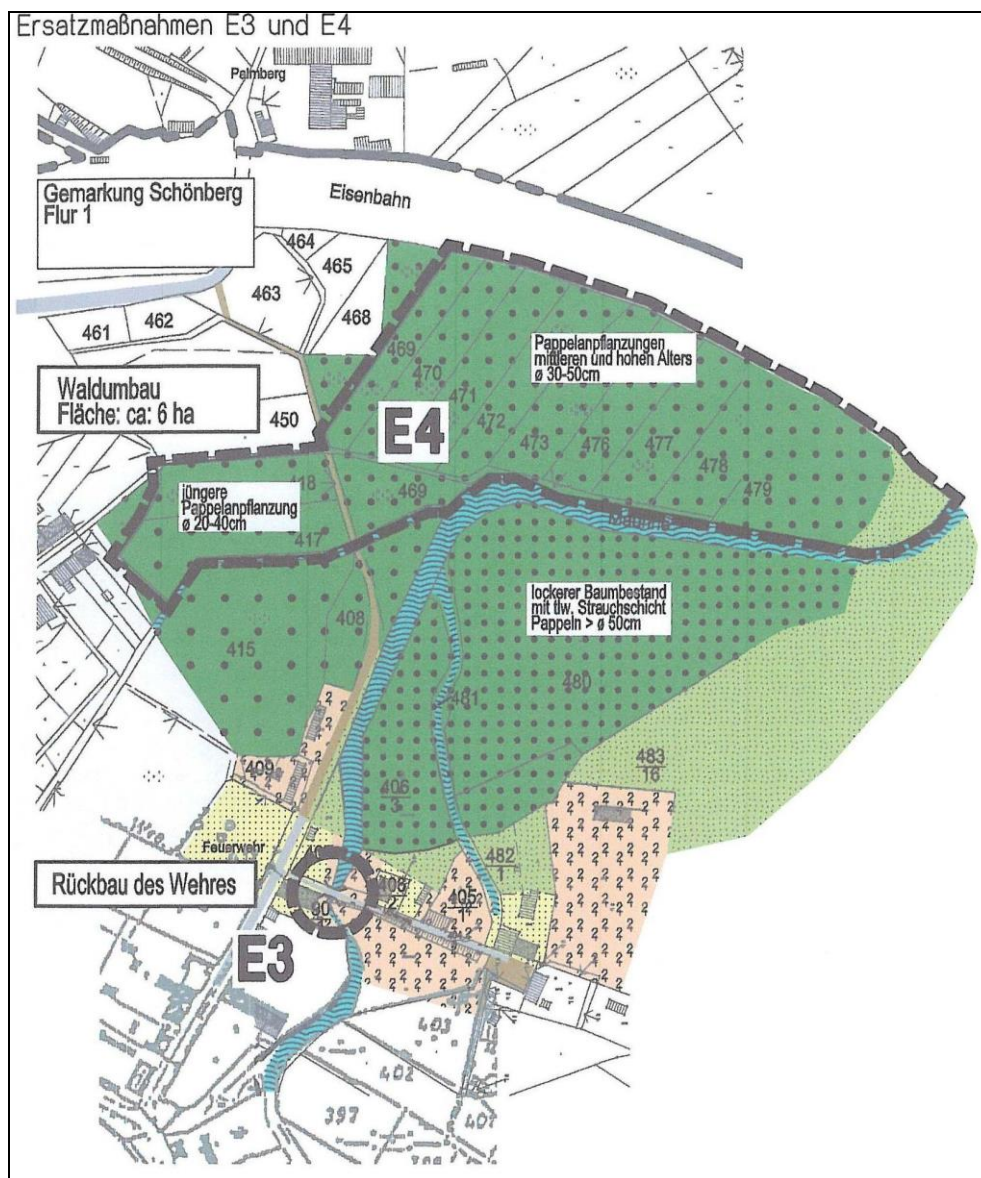 Ersatzmaßnahmen E3 und E4
Palmberg
Gemarkung Schönberg
Flur 1
Eisenbahn
464
465
463
468
461
462
Waldumbau
Fläche: ca: 6 ha
450
Pappelanpflanzungen
mittleren und hohen Alters
ø 30-50cm
469
470
471
472
473
476
477
478
479
E4
418
469
jüngere
Pappelanpflanzung
ø 20-40cm
417
lockerer Baumbestand
mit tlw. Strauchschicht
Pappeln > ø 50cm
408
415
481
480
483
16
409
406
3
Feuerwehr
482
1
Rückbau des Wehres
405
1
90
E3
403
402
397